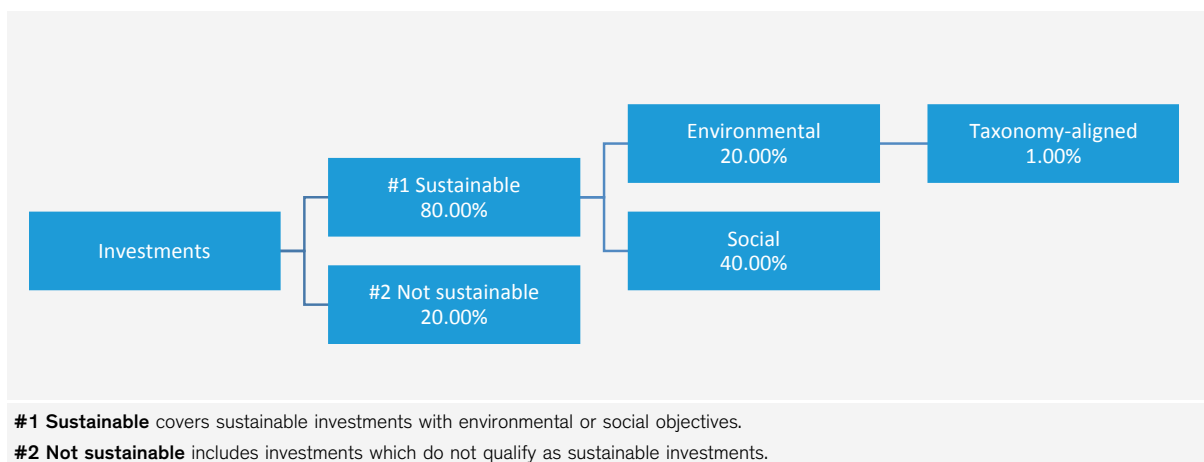 Environmental
20.00%
Taxonomy-aligned
1.00%
#1 Sustainable
80.00%
Investments
Social
40.00%
#2 Not sustainable
20.00%
#1 Sustainable covers sustainable investments with environmental or social objectives.
#2 Not sustainable includes investments which do not qualify as sustainable investments.